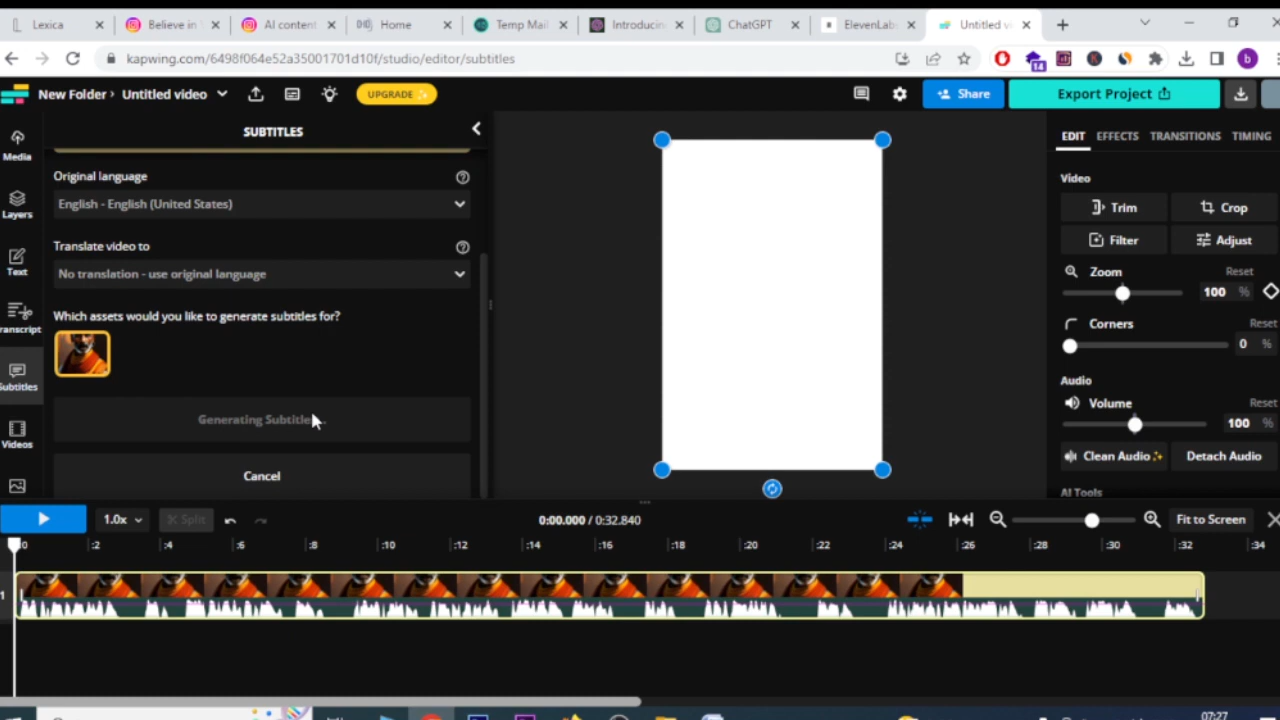 Lexica
Believe in
AI content
Home
Temp Mail
Introducin
ChatGPT
ElevenLab
Untitled vi
kapwing.com/6498f064e52a35001701d10f/studio/editor/subtitles
14
b
New Folder› Untitled video
UPGRADE
Share
Export Project
Media
Layers
Text
ranscript
Subtitles
Videos
SUBTITLES
Original language
English - English (United States)
Translate video to
No translation - use original language
Which assets would you like to generate subtitles for?
Generating Subtitle
Cancel
EDIT EFFECTS TRANSITIONS TIMING
Video
Trim Crop
Filter Adjust
Zoom Reset
100 %
Corners Reset
0 %
Audio
Volume Reset
100 %
Clean Audio Detach Audio
AI Tools
1.0x Split 0:00.000 / 0:32.840 Fit to Screen
:0 :2 :4 :6 :8 :10 :12 :14 :16 :18 :20 :22 :24 :26 :28 :30 :32 :34
1
07:27